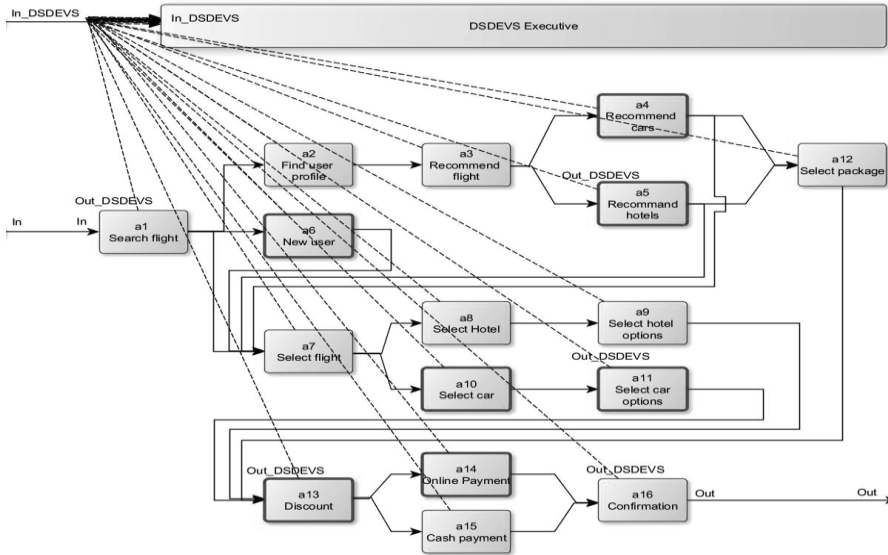 In_DSDEVS
In_DSDEVS
DSDEVS Executive
a4
Recommend
cars
a2
Find user
profile
a3
Recommend
flight
a12
Select package
Out_DSDEVS
a5
Recommand
hotels
Out_DSDEVS
In
In
a1
Search flight
a6
New user
a8
Select Hotel
a9
Select hotel
options
a7
Select flight
Out_DSDEVS
a10
Select car
a11
Select car
options
Out_DSDEVS
a14
Online Payment
Out_DSDEVS
a13
Discount
a16
Confirmation
Out
Out
a15
Cash payment